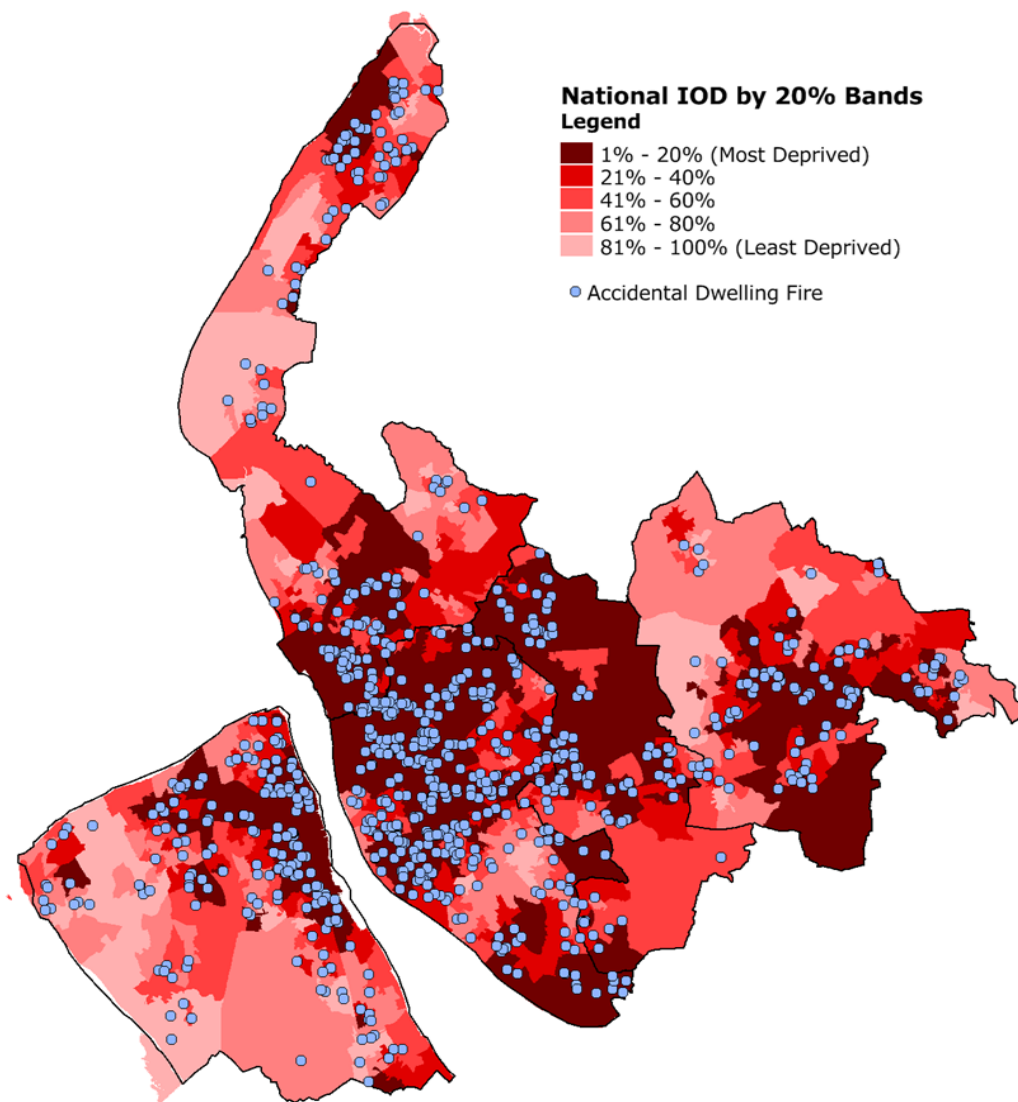 National IOD by 20% Bands
Legend
1% - 20% (Most Deprived)
21% - 40%
41% - 60%
61% - 80%
81% - 100% (Least Deprived)
Accidental Dwelling Fire